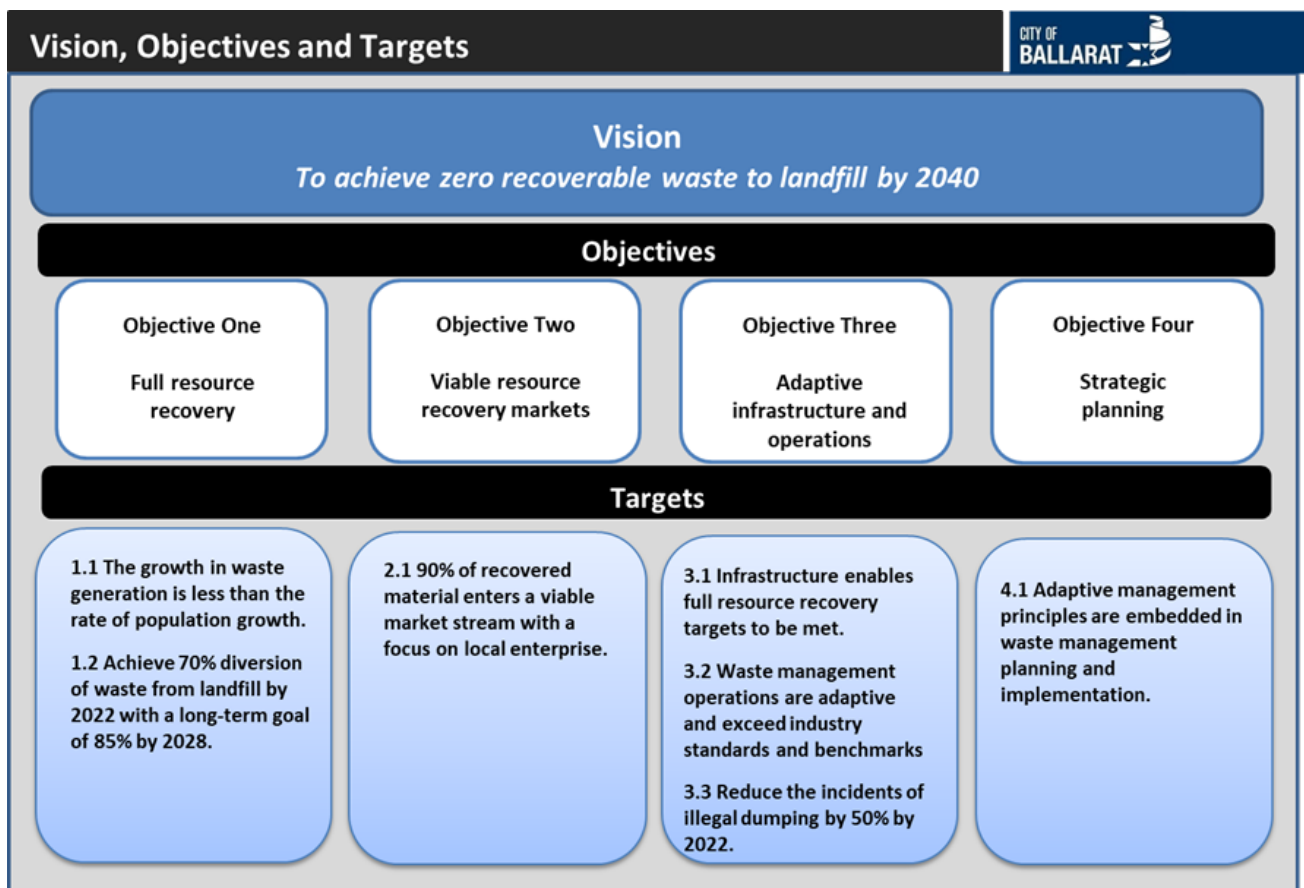 Vision, Objectives and Targets
CITY OF
BALLARAT
Vision
To achieve zero recoverable waste to landfill by 2040
Objectives
Objective One
Full resource
recovery
Objective Two
Viable resource
recovery markets
Objective Three
Adaptive
infrastructure and
operations
Objective Four
Strategic
planning
Targets
1.1 The growth in waste
generation is less than the
rate of population growth.
1.2 Achieve 70% diversion
of waste from landfill by
2022 with a long-term goal
of 85% by 2028.
2.1 90% of recovered
material enters a viable
market stream with a
focus on local enterprise.
3.1 Infrastructure enables
full resource recovery
targets to be met.
3.2 Waste management
operations are adaptive
and exceed industry
standards and benchmarks
3.3 Reduce the incidents of
illegal dumping by 50% by
2022.
4.1 Adaptive management
principles are embedded in
waste management
planning and
implementation.